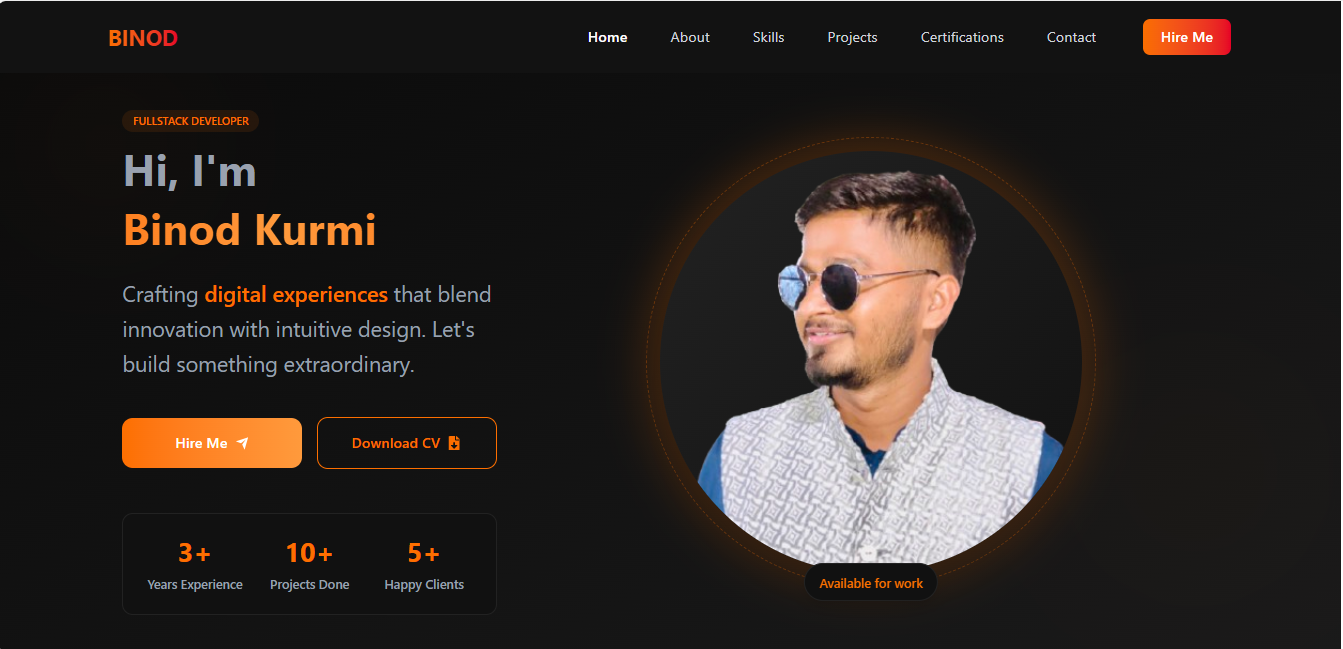 BINOD
Home About Skills Projects Certifications Contact Hire Me
FULLSTACK DEVELOPER
Hi, I'm
Binod Kurmi
Crafting digital experiences that blend
innovation with intuitive design. Let's
build something extraordinary.
Hire Me Download CV
3+ 10+ 5+
Years Experience Projects Done Happy Clients
Available for work